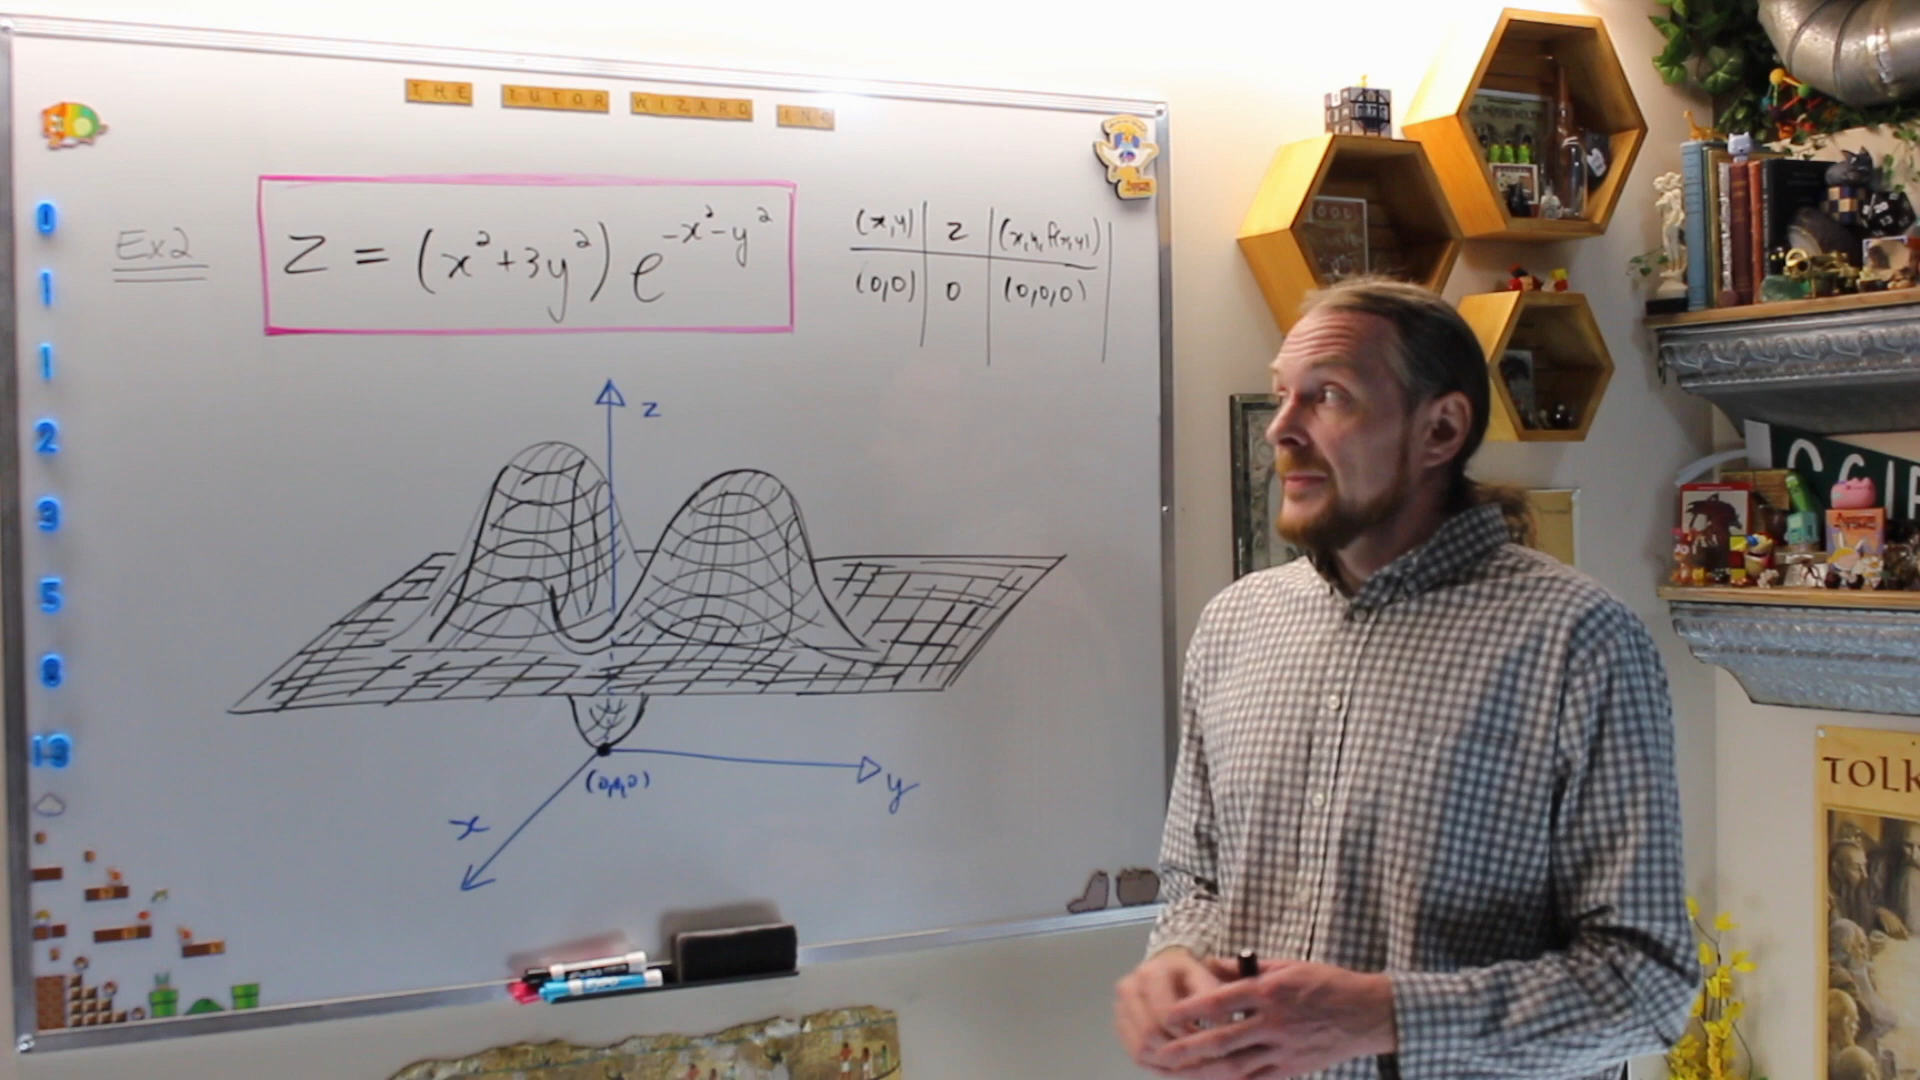 THE TUTOR WIZARD INC
0
1
1
2
3
5
8
13
Ex2
z = (x²+3y²) e^{-x²-y²}
(x,y) | z | (x,y,f(x,y))
(0,0) | 0 | (0,0,0)
z
(0,0,0)
y
x
TOLK